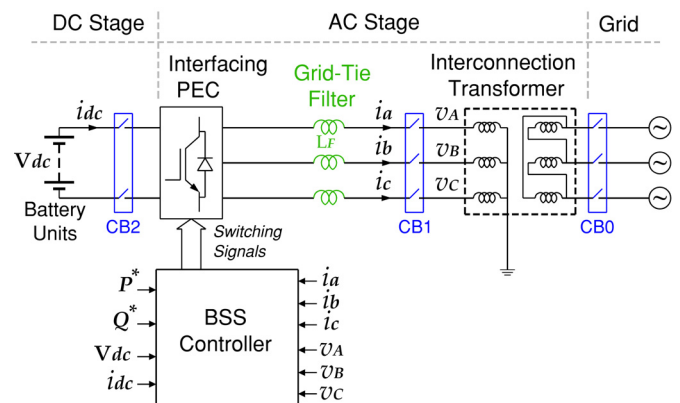 DC Stage
AC Stage
Grid
Interfacing
PEC
Grid-Tie
Filter
Interconnection
Transformer
idc
ia
vA
LF
ib
vB
Vdc
ic
vC
Battery
Units
CB2
CB1
CB0
Switching
Signals
P*
Q*
Vdc
idc
BSS
Controller
ia
ib
ic
vA
vB
vC